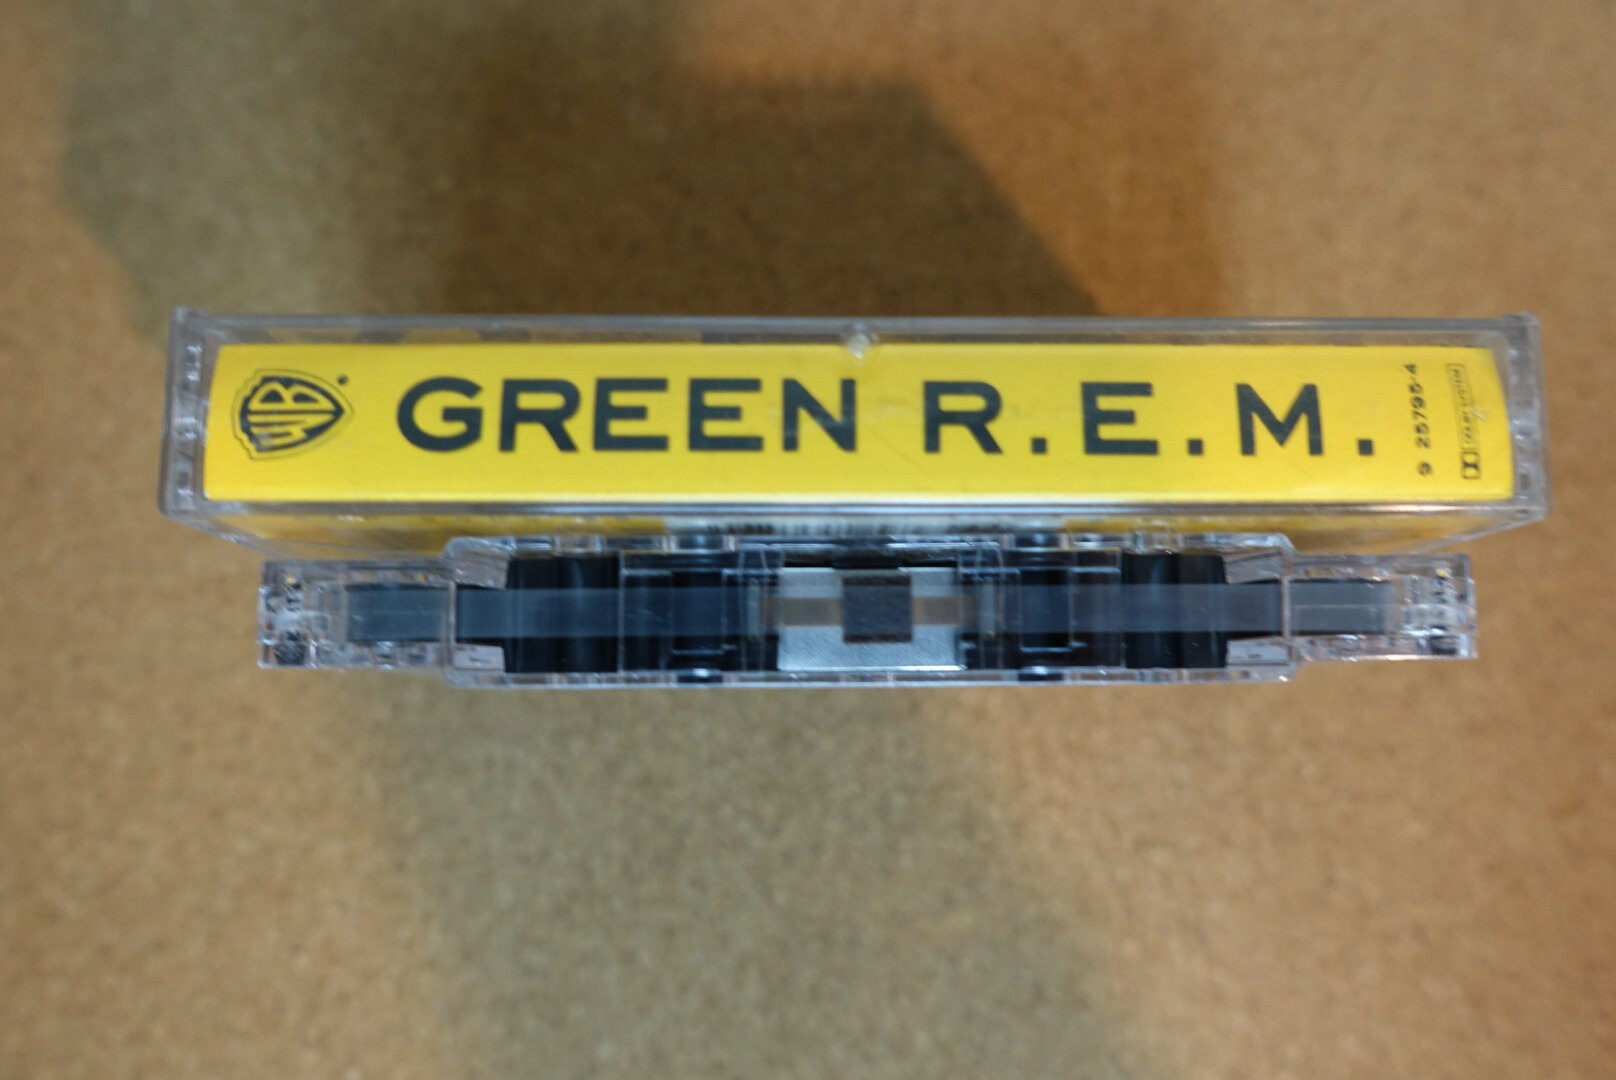 WB
GREEN R.E.M.
9 25795-4